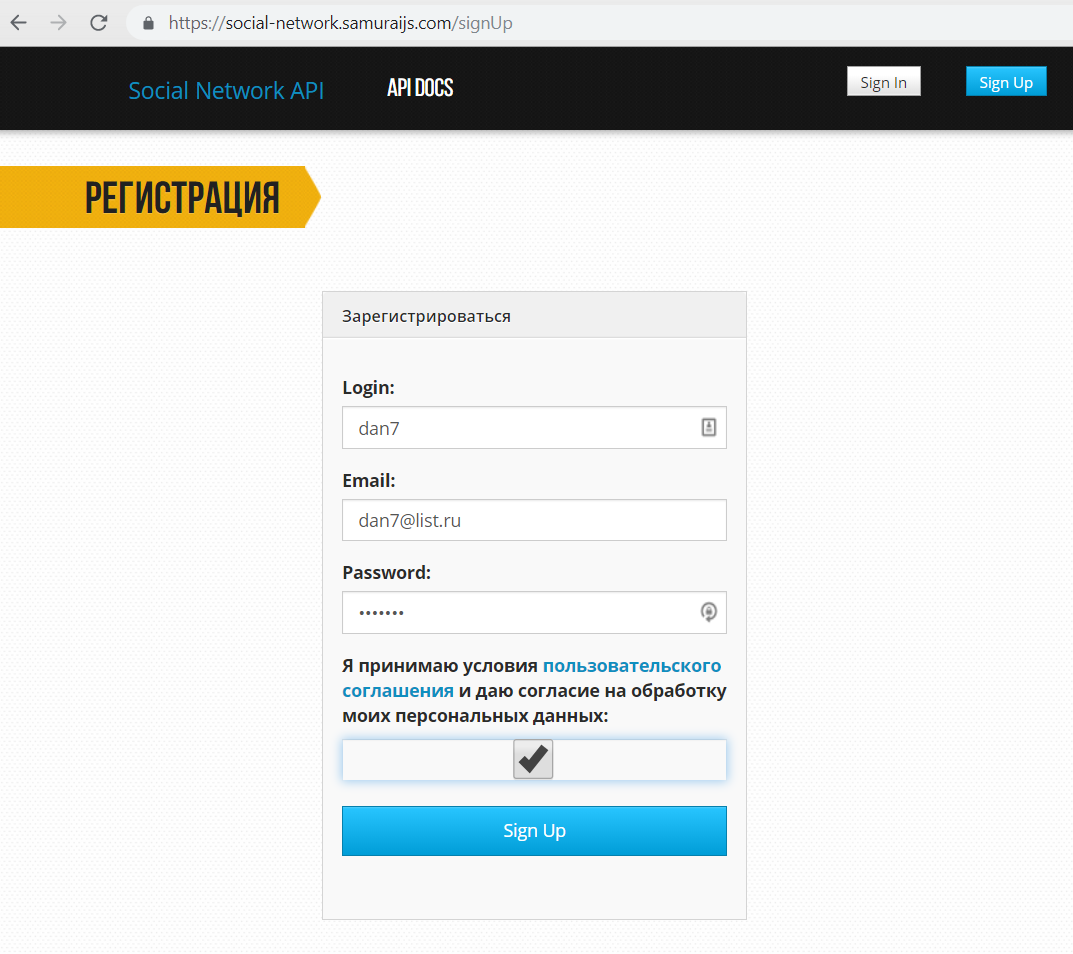 https://social-network.samuraijs.com/signUp
Social Network API
API DOCS
Sign In
Sign Up
РЕГИСТРАЦИЯ
Зарегистрироваться
Login:
dan7
Email:
dan7@list.ru
Password:
•••••••
Я принимаю условия пользовательского
соглашения и даю согласие на обработку
моих персональных данных:
Sign Up